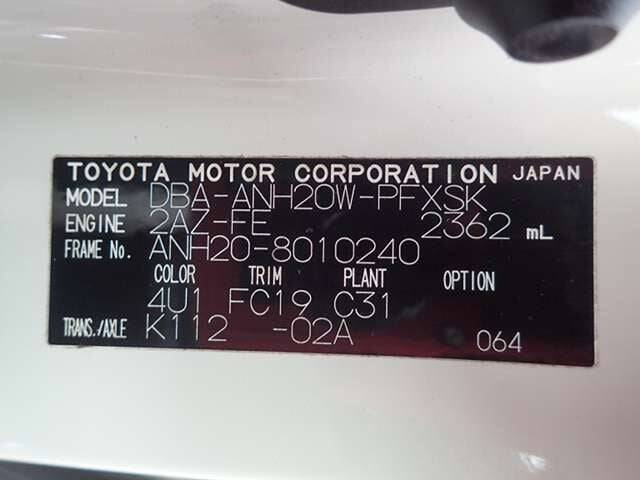 TOYOTA MOTOR CORPORATION JAPAN
MODEL DBA-ANH20W-PFXSK
ENGINE 2AZ-FE 2362 mL
FRAME No. ANH20-8010240
COLOR TRIM PLANT OPTION
4U1 FC19 C31
TRANS./AXLE K112 -02A 064